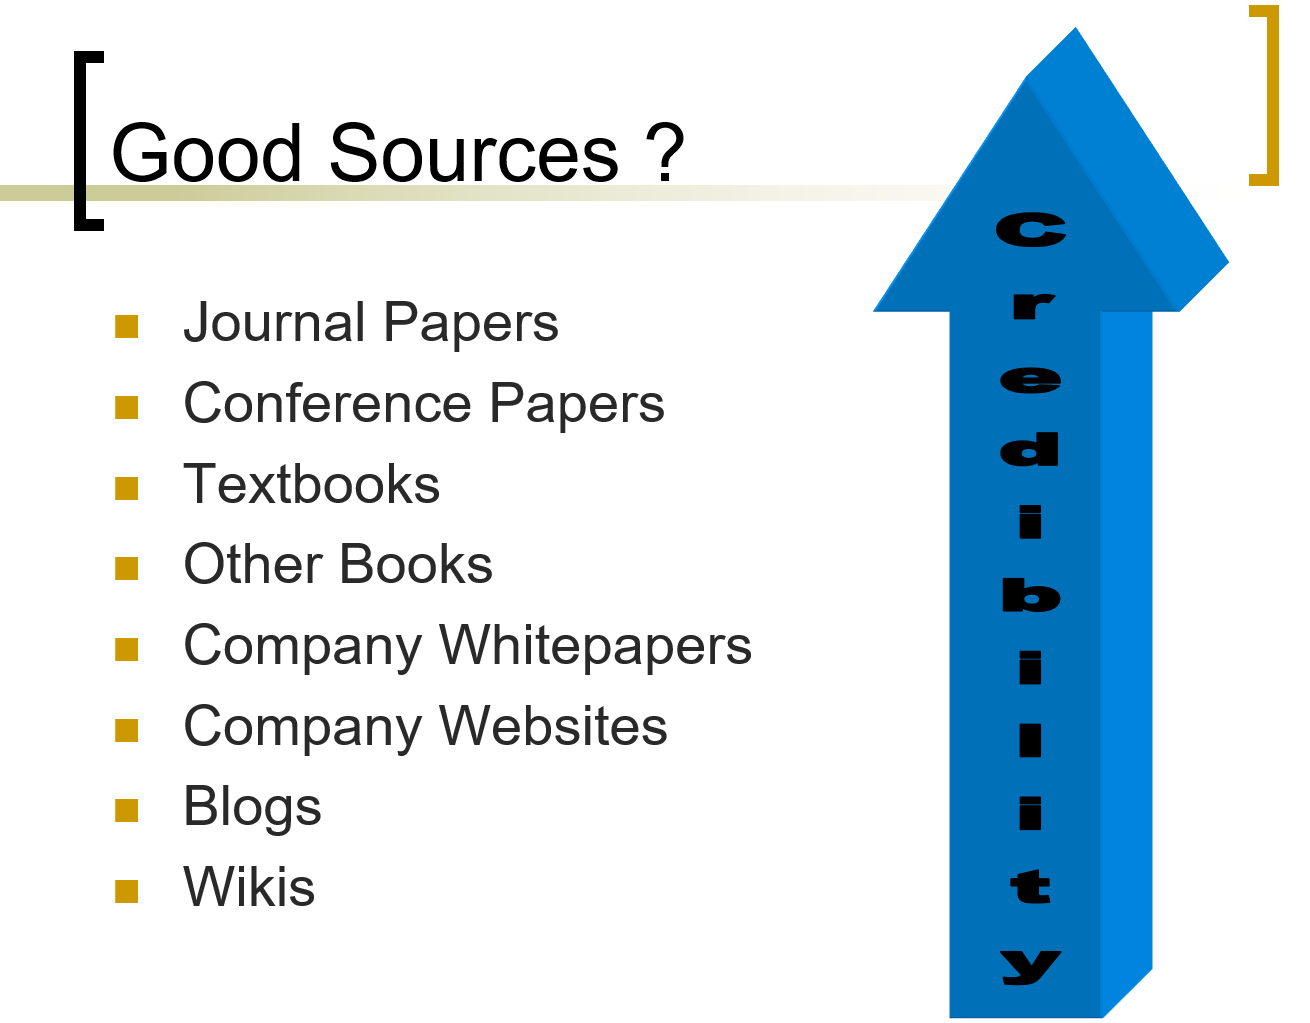 Good Sources ?
Journal Papers
Conference Papers
Textbooks
Other Books
Company Whitepapers
Company Websites
Blogs
Wikis
Credibility